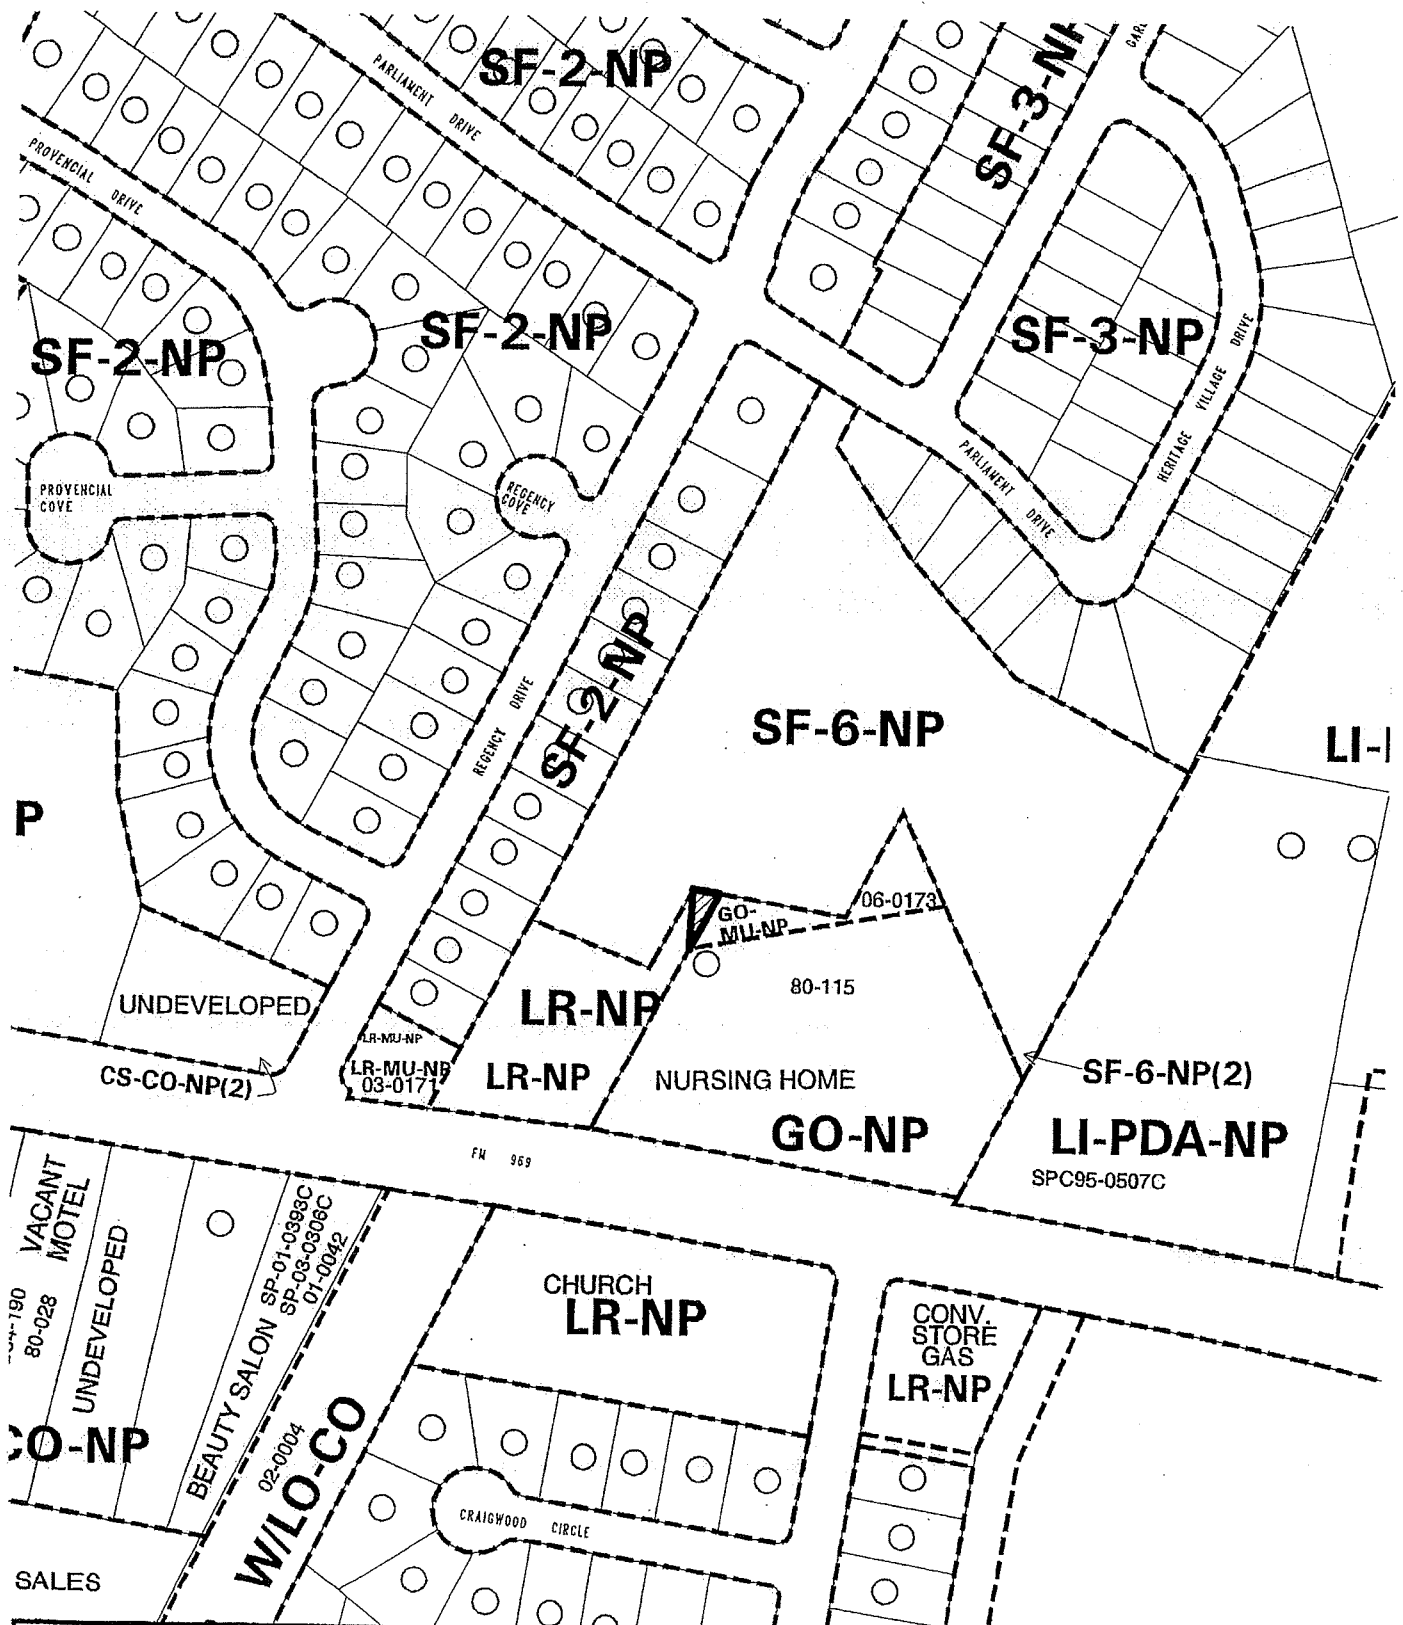 SF-2-NP
SF-3-NP
PARLIAMENT DRIVE
PROVENCIAL DRIVE
SF-2-NP
SF-2-NP
SF-3-NP
HERITAGE VILLAGE DRIVE
PROVENCIAL
COVE
REGENCY
COVE
PARLIAMENT DRIVE
SF-2-NP
REGENCY DRIVE
SF-6-NP
LI-
P
06-0173
GO-
MU-NP
80-115
UNDEVELOPED
LR-NP
LR-MU-NP
LR-MU-NP
03-0171
CS-CO-NP(2)
LR-NP
NURSING HOME
SF-6-NP(2)
GO-NP
LI-PDA-NP
SPC95-0507C
FM 969
VACANT
MOTEL
80-028
UNDEVELOPED
BEAUTY SALON
SP-01-0393C
SP-03-0306C
01-0042
CHURCH
LR-NP
CONV.
STORE
GAS
LR-NP
CO-NP
02-0004
W/LO-CO
CRAIGWOOD CIRCLE
SALES